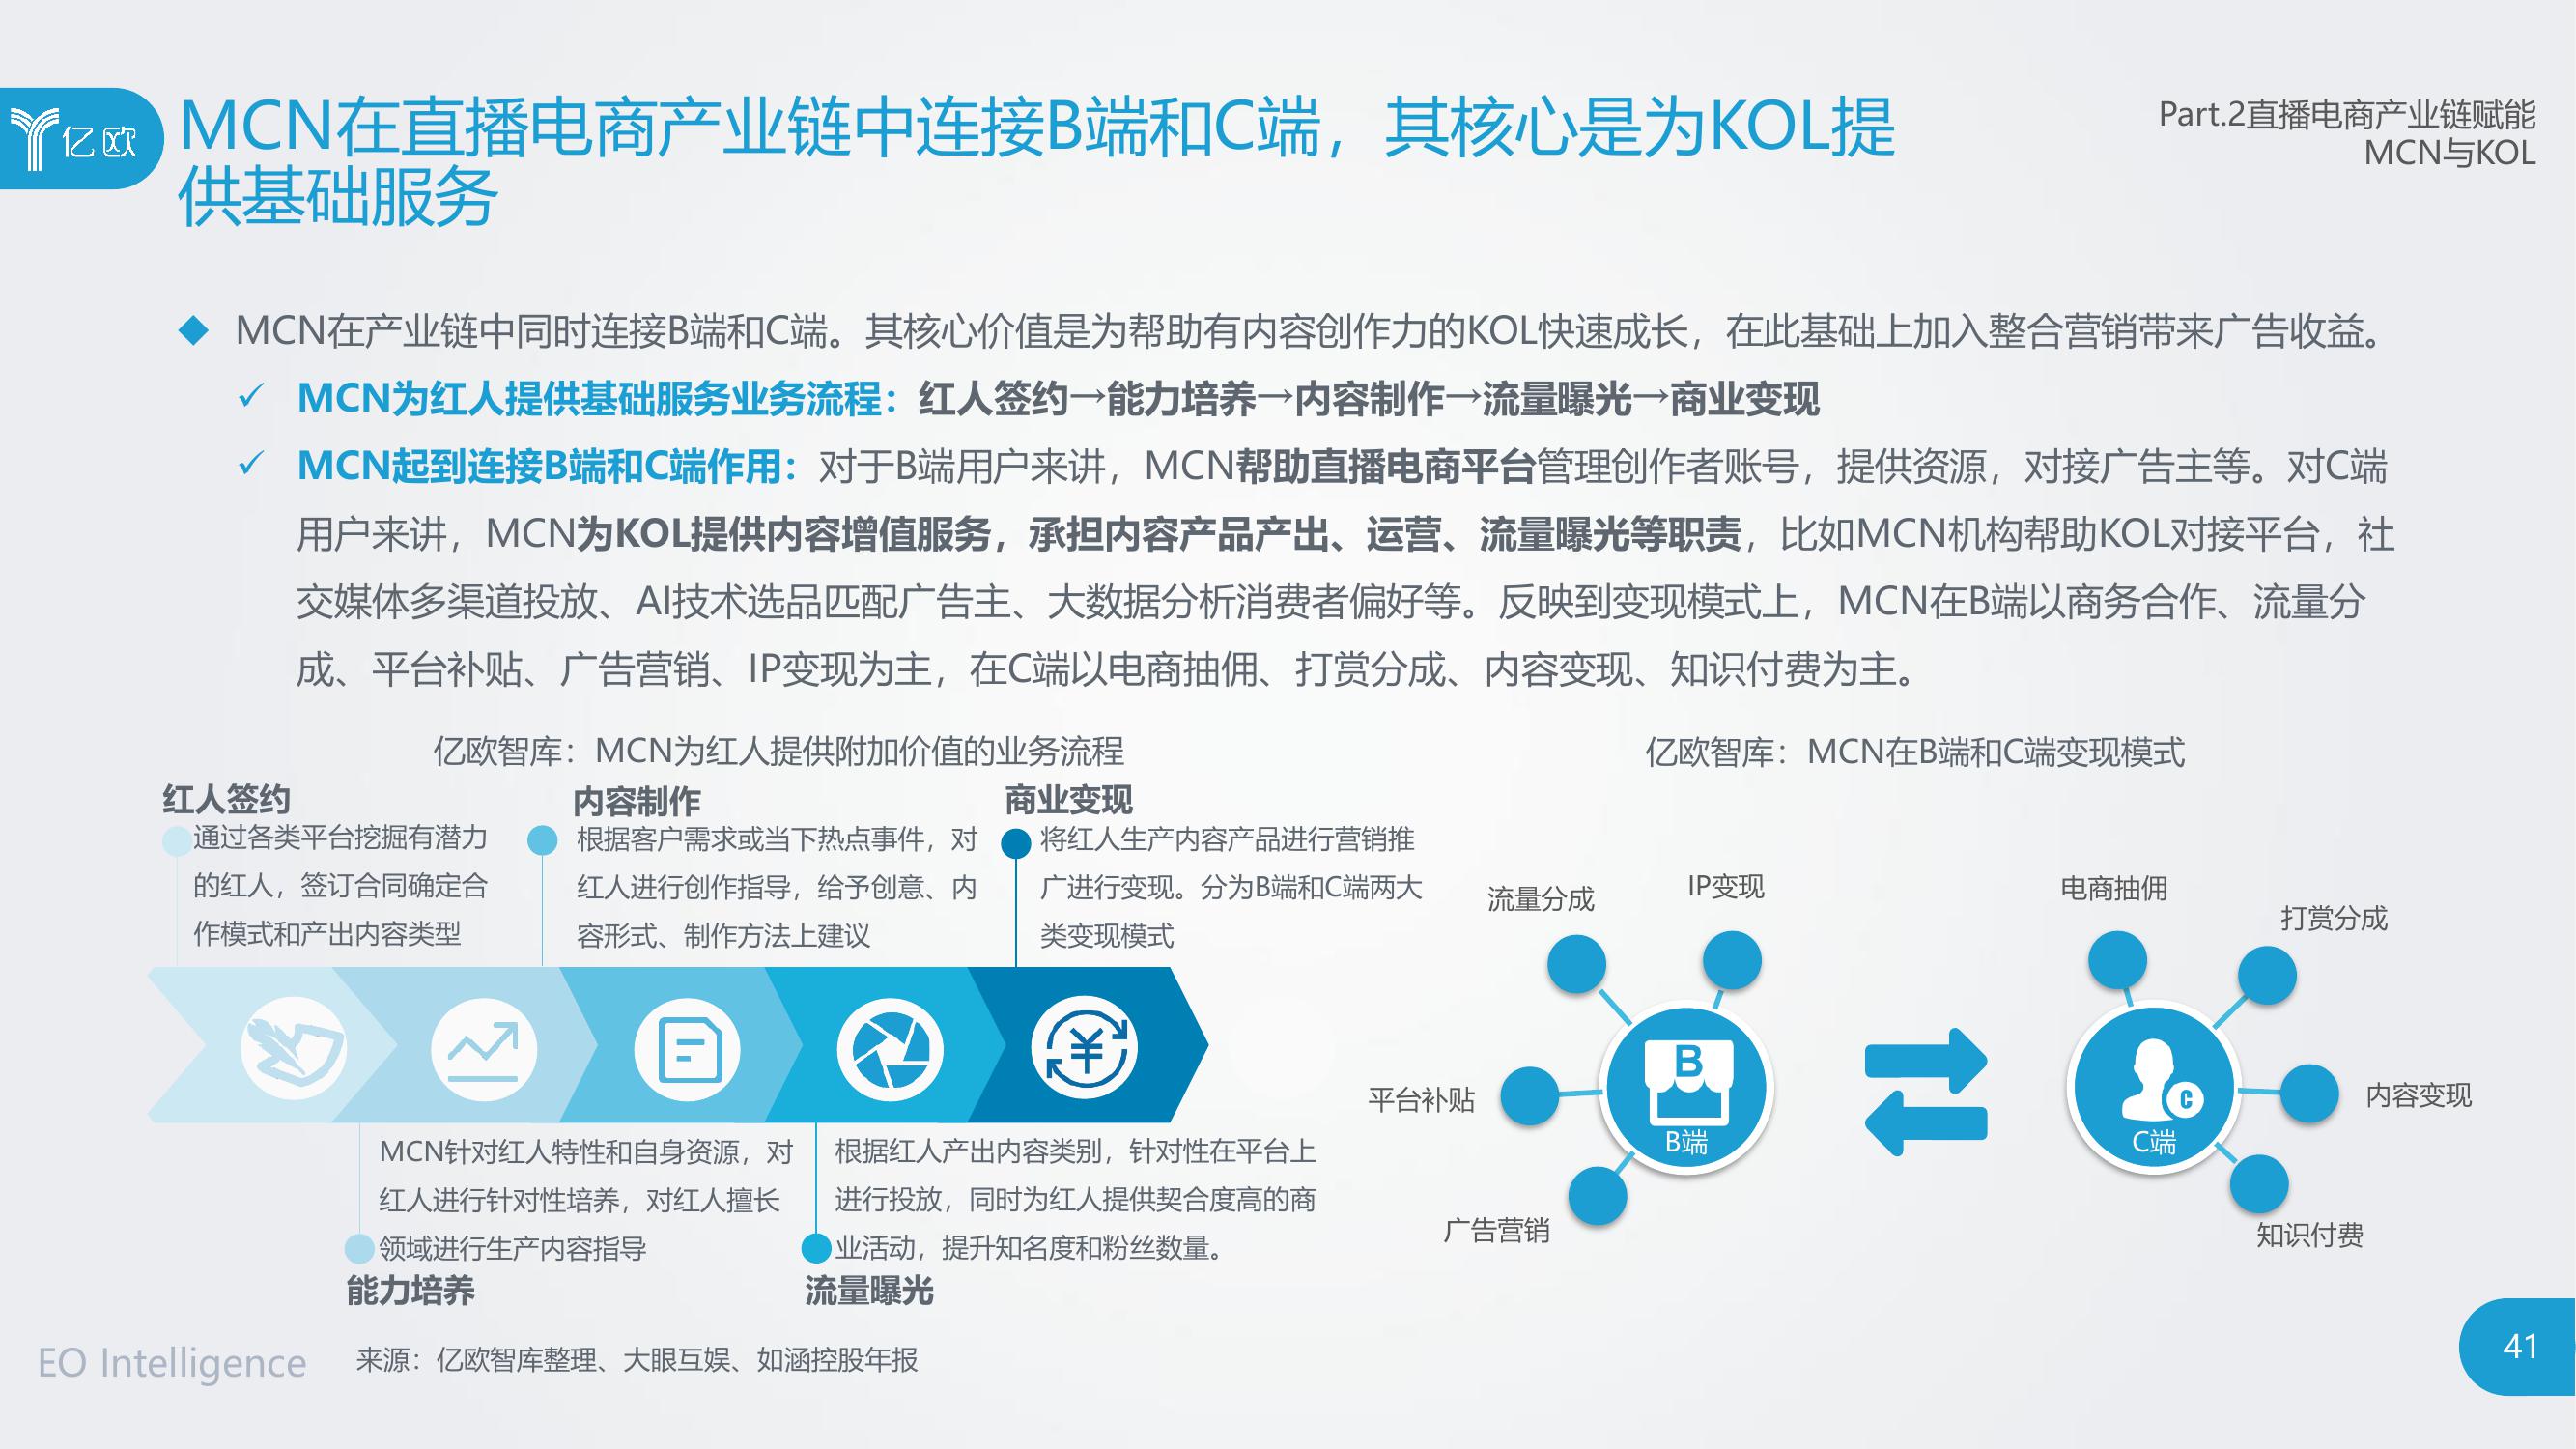 亿欧
MCN在直播电商产业链中连接B端和C端，其核心是为KOL提
供基础服务
Part.2直播电商产业链赋能
MCN与KOL
MCN在产业链中同时连接B端和C端。其核心价值是为帮助有内容创作力的KOL快速成长，在此基础上加入整合营销带来广告收益。
MCN为红人提供基础服务业务流程：红人签约→能力培养→内容制作→流量曝光→商业变现
MCN起到连接B端和C端作用：对于B端用户来讲，MCN帮助直播电商平台管理创作者账号，提供资源，对接广告主等。对C端
用户来讲，MCN为KOL提供内容增值服务，承担内容产品产出、运营、流量曝光等职责，比如MCN机构帮助KOL对接平台，社
交媒体多渠道投放、AI技术选品匹配广告主、大数据分析消费者偏好等。反映到变现模式上，MCN在B端以商务合作、流量分
成、平台补贴、广告营销、IP变现为主，在C端以电商抽佣、打赏分成、内容变现、知识付费为主。
亿欧智库：MCN为红人提供附加价值的业务流程
红人签约
通过各类平台挖掘有潜力
的红人，签订合同确定合
作模式和产出内容类型
内容制作
根据客户需求或当下热点事件，对
红人进行创作指导，给予创意、内
容形式、制作方法上建议
商业变现
将红人生产内容产品进行营销推
广进行变现。分为B端和C端两大
类变现模式
MCN针对红人特性和自身资源，对
红人进行针对性培养，对红人擅长
领域进行生产内容指导
能力培养
根据红人产出内容类别，针对性在平台上
进行投放，同时为红人提供契合度高的商
业活动，提升知名度和粉丝数量。
流量曝光
亿欧智库：MCN在B端和C端变现模式
流量分成
IP变现
平台补贴
广告营销
B
B端
电商抽佣
打赏分成
内容变现
知识付费
C
C端
EO Intelligence
来源：亿欧智库整理、大眼互娱、如涵控股年报
41